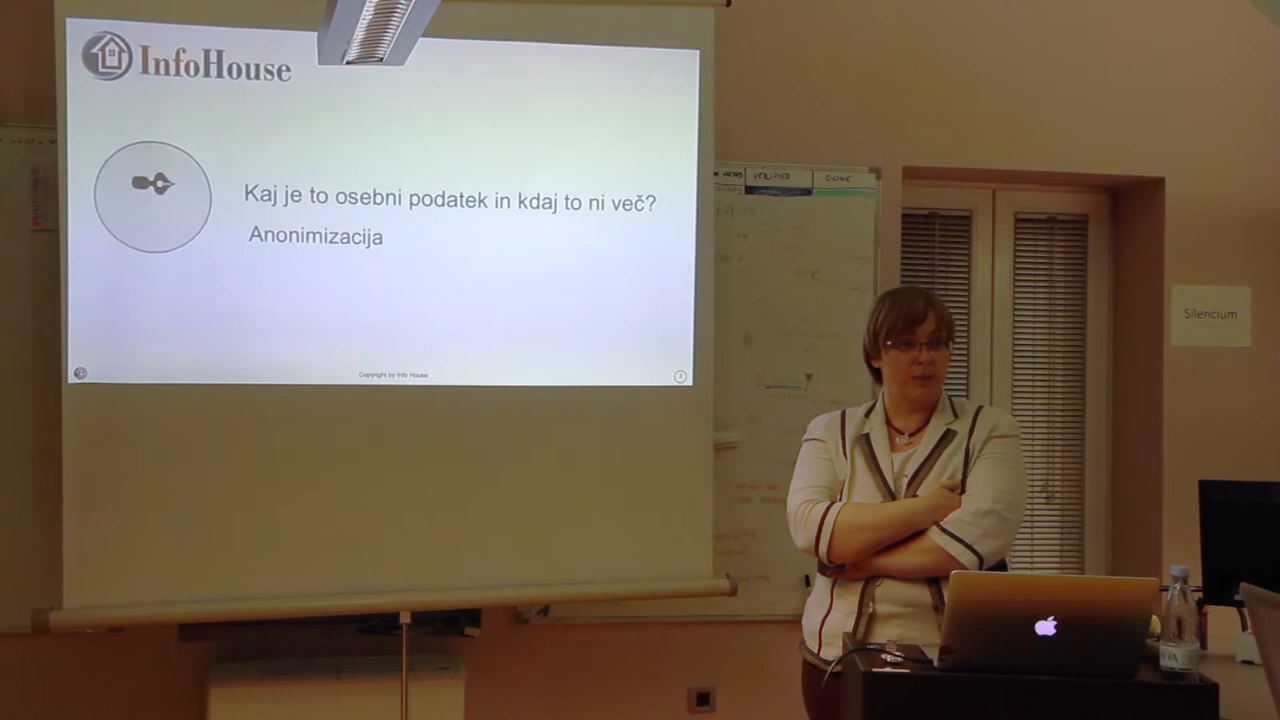 InfoHouse
Kaj je to osebni podatek in kdaj to ni več?
Anonimizacija
Copyright by Info House
3
VERIFIED
DONE
Silencium